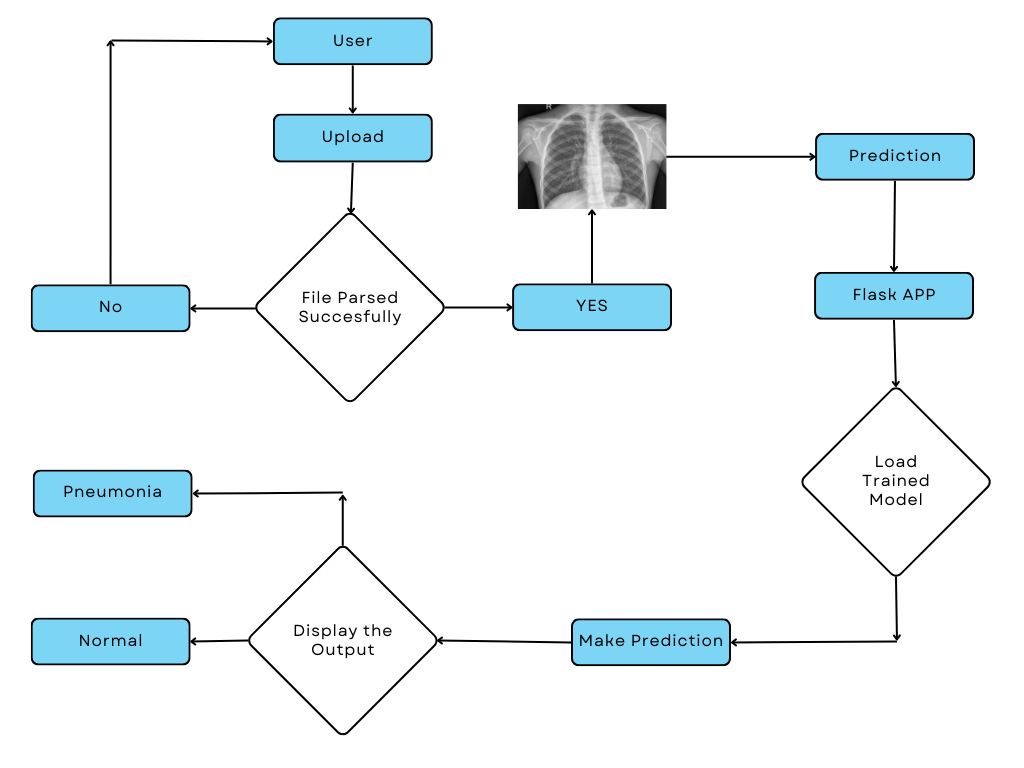 User
Upload
R
Prediction
File Parsed
Succesfully
No
YES
Flask APP
Load
Trained
Model
Pneumonia
Display the
Output
Normal
Make Prediction